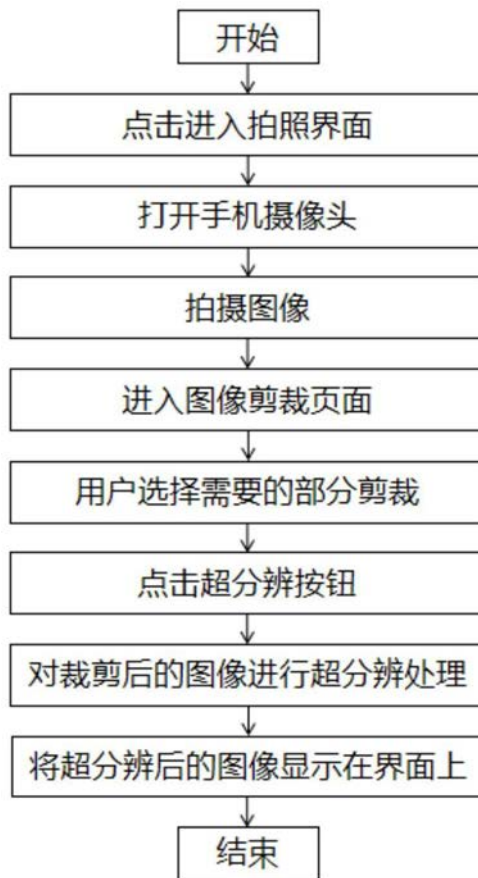 开始
点击进入拍照界面
打开手机摄像头
拍摄图像
进入图像剪裁页面
用户选择需要的部分剪裁
点击超分辨按钮
对裁剪后的图像进行超分辨处理
将超分辨后的图像显示在界面上
结束